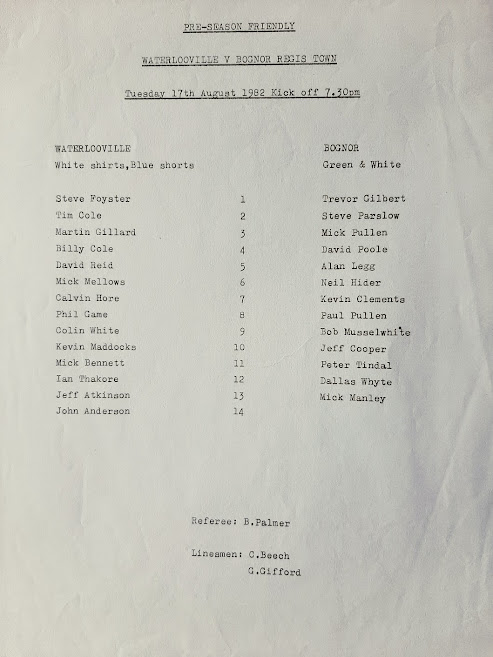 PRE-SEASON FRIENDLY
WATERLOOVILLE V BOGNOR REGIS TOWN
Tuesday 17th August 1982 Kick off 7.30pm
WATERLOOVILLE BOGNOR
White shirts,Blue shorts Green & White
Steve Foyster 1 Trevor Gilbert
Tim Cole 2 Steve Parslow
Martin Gillard 3 Mick Pullen
Billy Cole 4 David Poole
David Reid 5 Alan Legg
Mick Mellows 6 Neil Hider
Calvin Hore 7 Kevin Clements
Phil Game 8 Paul Pullen
Colin White 9 Bob Musselwhite
Kevin Maddocks 10 Jeff Cooper
Mick Bennett 11 Peter Tindal
Ian Thakore 12 Dallas Whyte
Jeff Atkinson 13 Mick Manley
John Anderson 14
Referee: B.Palmer
Linesmen: C.Beech
G.Gifford